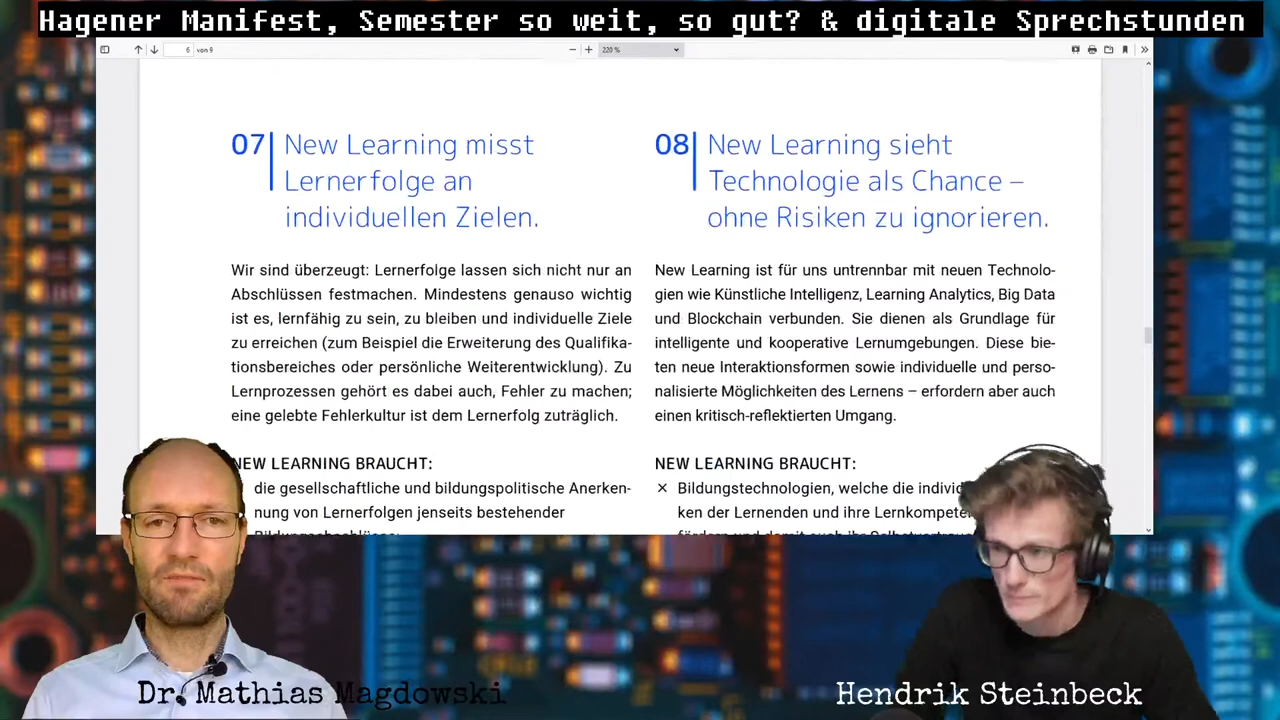 Hagener Manifest, Semester so weit, so gut? & digitale Sprechstunden
6 von 9
220 %
07 New Learning misst
Lernerfolge an
individuellen Zielen.
Wir sind überzeugt: Lernerfolge lassen sich nicht nur an
Abschlüssen festmachen. Mindestens genauso wichtig
ist es, lernfähig zu sein, zu bleiben und individuelle Ziele
zu erreichen (zum Beispiel die Erweiterung des Qualifika-
tionsbereiches oder persönliche Weiterentwicklung). Zu
Lernprozessen gehört es dabei auch, Fehler zu machen;
eine gelebte Fehlerkultur ist dem Lernerfolg zuträglich.
NEW LEARNING BRAUCHT:
die gesellschaftliche und bildungspolitische Anerken-
nung von Lernerfolgen jenseits bestehender
08 New Learning sieht
Technologie als Chance –
ohne Risiken zu ignorieren.
New Learning ist für uns untrennbar mit neuen Technolo-
gien wie Künstliche Intelligenz, Learning Analytics, Big Data
und Blockchain verbunden. Sie dienen als Grundlage für
intelligente und kooperative Lernumgebungen. Diese bie-
ten neue Interaktionsformen sowie individuelle und perso-
nalisierte Möglichkeiten des Lernens – erfordern aber auch
einen kritisch-reflektierten Umgang.
NEW LEARNING BRAUCHT:
× Bildungstechnologien, welche die individ
ken der Lernenden und ihre Lernkompete
Dr. Mathias Magdowski
Hendrik Steinbeck